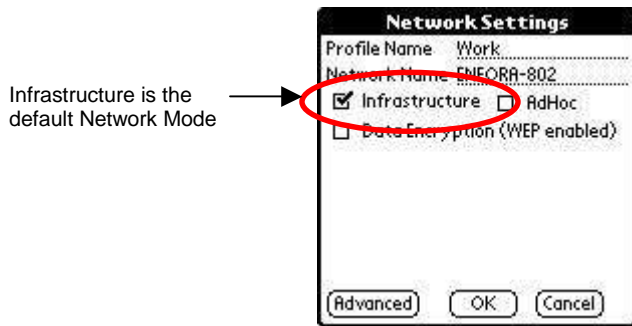 Network Settings
Profile Name Work
Network Name ENFORA-802
Infrastructure is the
default Network Mode
Infrastructure AdHoc
Data Encryption (WEP enabled)
Advanced OK Cancel